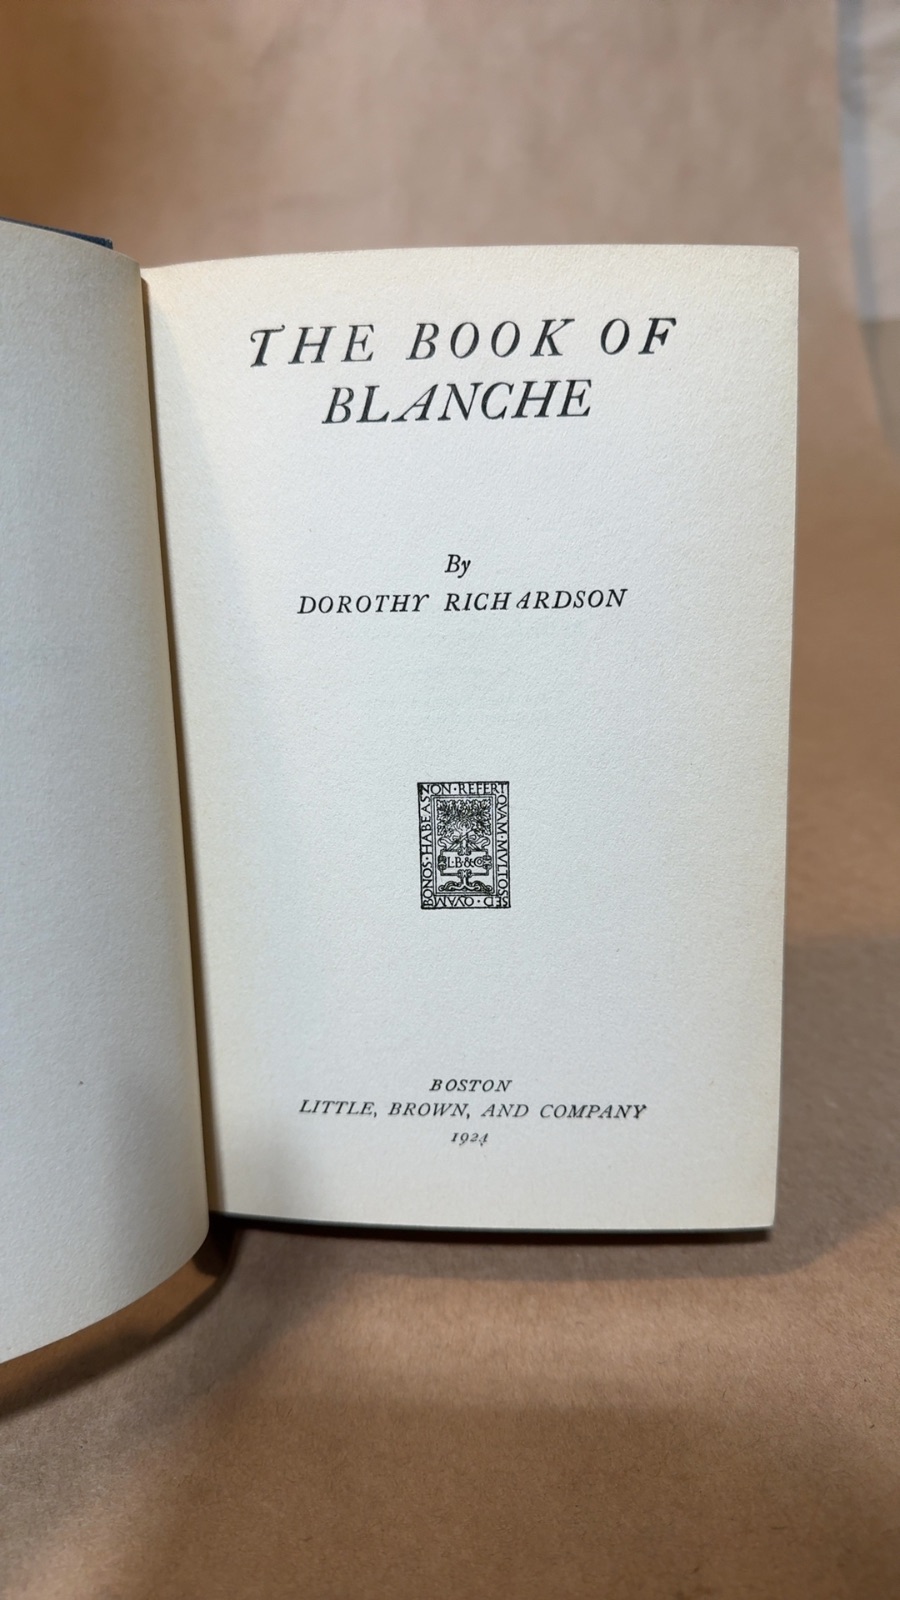 THE BOOK OF
BLANCHE
By
DOROTHY RICHARDSON
NON·REFERT
QVAM·MVLTOS
SED·QVAM
BONOS·HABEAS
L·B&Co
BOSTON
LITTLE, BROWN, AND COMPANY
1924